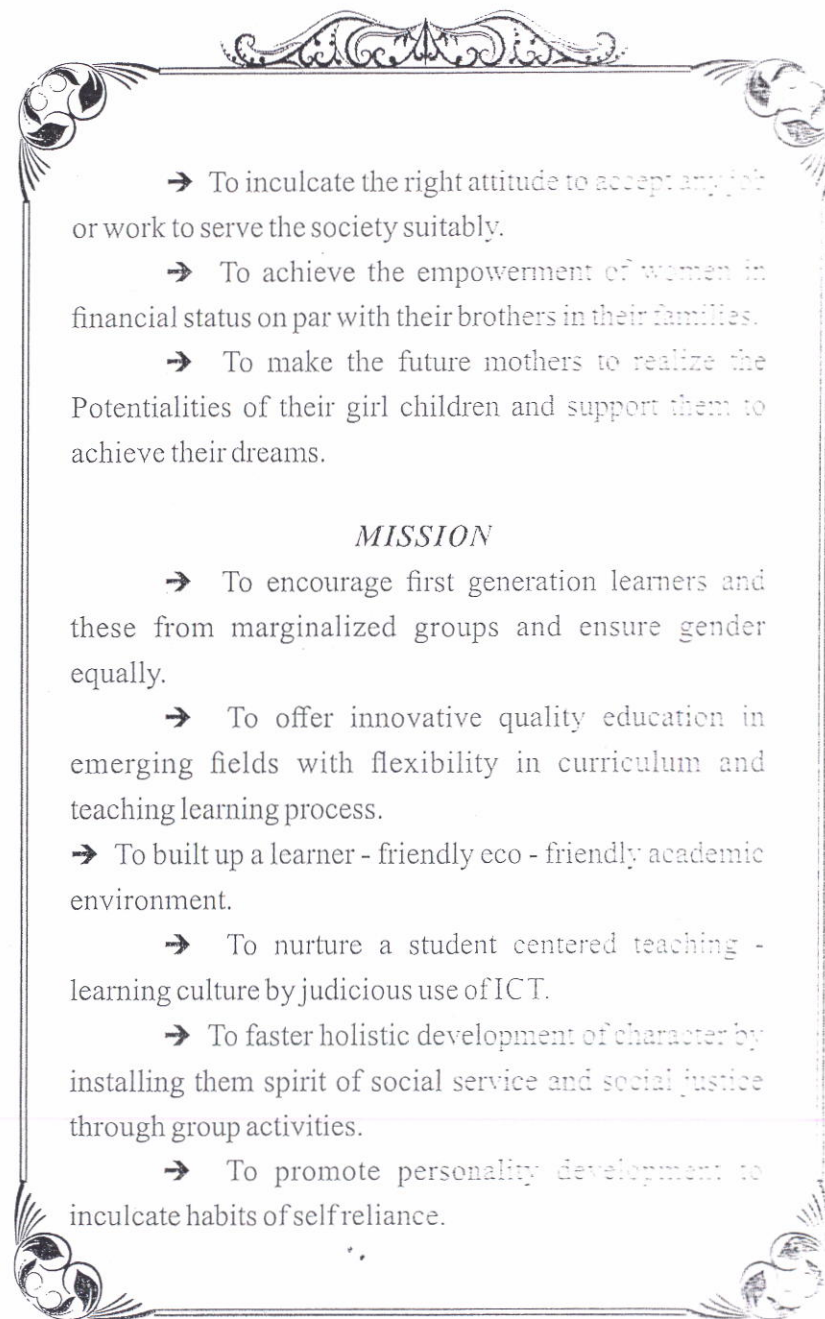 → To inculcate the right attitude to accept any job
or work to serve the society suitably.
→ To achieve the empowerment of women in
financial status on par with their brothers in their families.
→ To make the future mothers to realize the
Potentialities of their girl children and support them to
achieve their dreams.
MISSION
→ To encourage first generation learners and
these from marginalized groups and ensure gender
equally.
→ To offer innovative quality education in
emerging fields with flexibility in curriculum and
teaching learning process.
→ To built up a learner - friendly eco - friendly academic
environment.
→ To nurture a student centered teaching -
learning culture by judicious use of ICT.
→ To faster holistic development of character by
installing them spirit of social service and social justice
through group activities.
→ To promote personality development to
inculcate habits of self reliance.